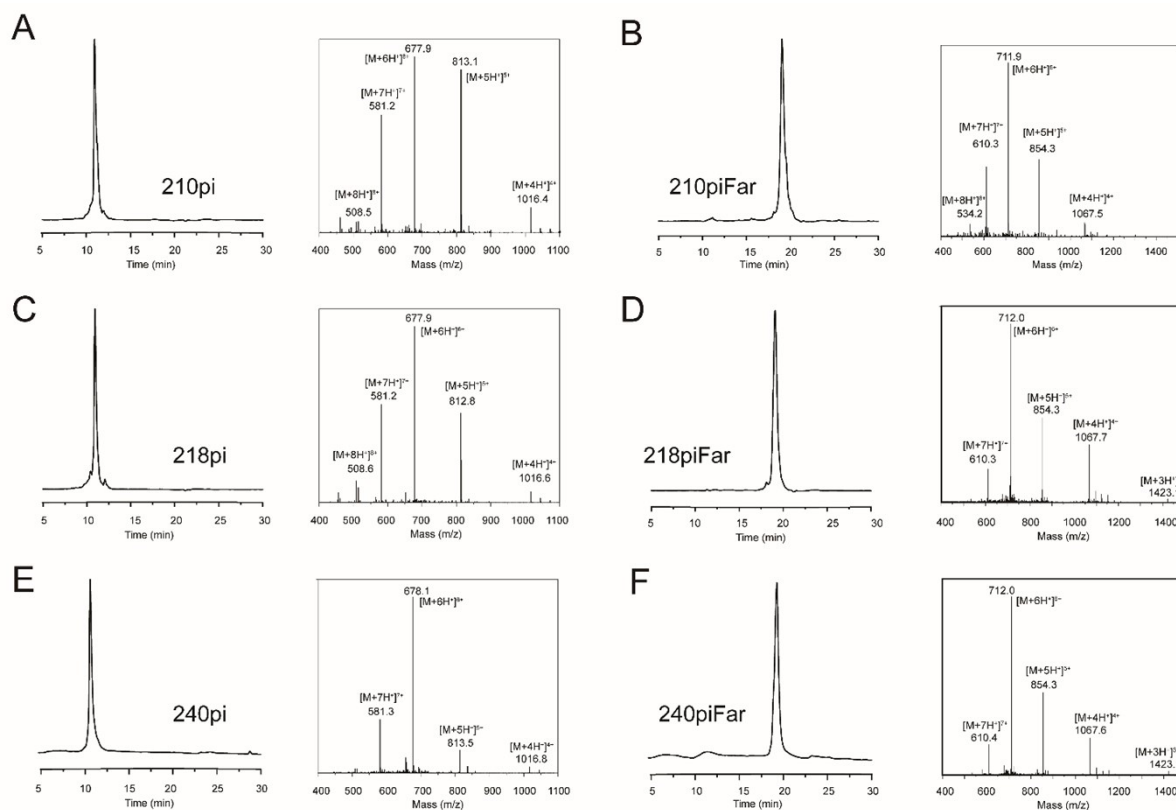 A
210pi
5 10 15 20 25 30
Time (min)
677.9
[M+6H⁺]⁶⁺
813.1
[M+5H⁺]⁵⁺
[M+7H⁺]⁷⁺
581.2
[M+8H⁺]⁸⁺
508.5
[M+4H⁺]⁴⁺
1016.4
400 500 600 700 800 900 1000 1100
Mass (m/z)
B
210piFar
5 10 15 20 25 30
Time (min)
711.9
[M+6H⁺]⁶⁺
[M+7H⁺]⁷⁺
610.3
[M+5H⁺]⁵⁺
854.3
[M+8H⁺]⁸⁺
534.2
[M+4H⁺]⁴⁺
1067.5
400 600 800 1000 1200 1400
Mass (m/z)
C
218pi
5 10 15 20 25 30
Time (min)
677.9
[M+6H⁺]⁶⁺
[M+7H⁺]⁷⁺
581.2
[M+5H⁺]⁵⁺
812.8
[M+8H⁺]⁸⁺
508.6
[M+4H⁺]⁴⁺
1016.6
400 500 600 700 800 900 1000 1100
Mass (m/z)
D
218piFar
5 10 15 20 25 30
Time (min)
712.0
[M+6H⁺]⁶⁺
[M+5H⁺]⁵⁺
854.3
[M+4H⁺]⁴⁺
1067.7
[M+7H⁺]⁷⁺
610.3
[M+3H⁺
1423.
400 600 800 1000 1200 1400
Mass (m/z)
E
240pi
5 10 15 20 25 30
Time (min)
678.1
[M+6H⁺]⁶⁺
[M+7H⁺]⁷⁺
581.3
[M+5H⁺]⁵⁺
813.5
[M+4H⁺]⁴⁺
1016.8
400 500 600 700 800 900 1000 1100
Mass (m/z)
F
240piFar
5 10 15 20 25 30
Time (min)
712.0
[M+6H⁺]⁶⁺
[M+5H⁺]⁵⁺
854.3
[M+7H⁺]⁷⁺
610.4
[M+4H⁺]⁴⁺
1067.6
[M+3H⁺]³
1423.
400 600 800 1000 1200 1400
Mass (m/z)